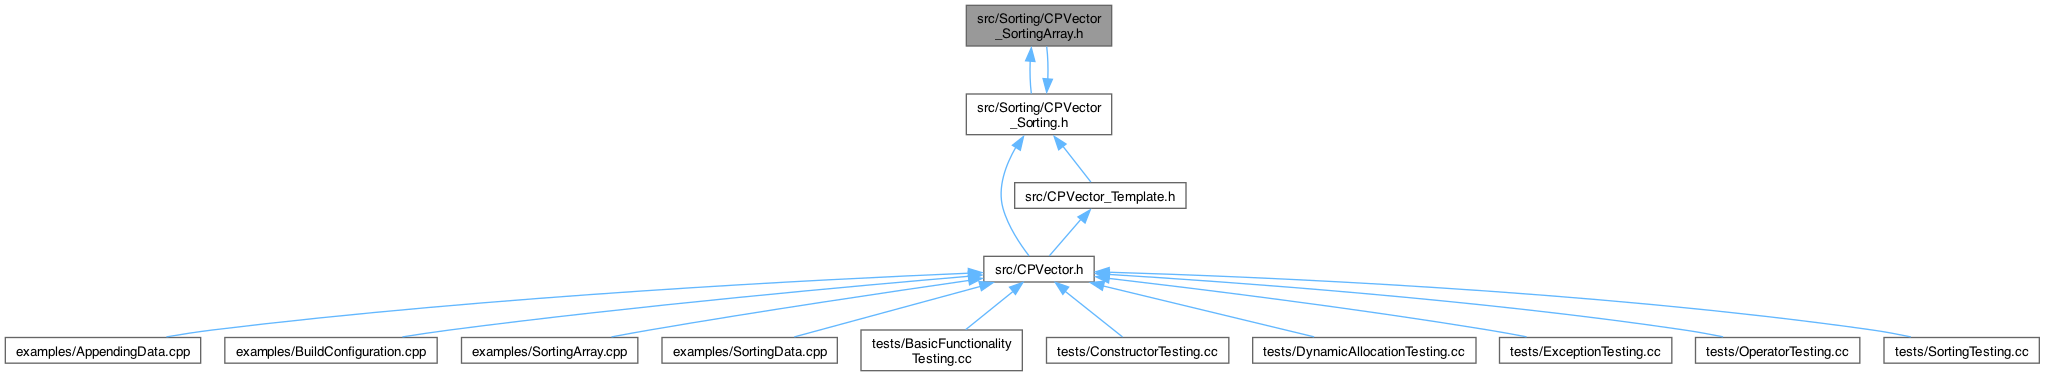 src/Sorting/CPVector
_SortingArray.h
src/Sorting/CPVector
_Sorting.h
src/CPVector_Template.h
src/CPVector.h
examples/AppendingData.cpp
examples/BuildConfiguration.cpp
examples/SortingArray.cpp
examples/SortingData.cpp
tests/BasicFunctionality
Testing.cc
tests/ConstructorTesting.cc
tests/DynamicAllocationTesting.cc
tests/ExceptionTesting.cc
tests/OperatorTesting.cc
tests/SortingTesting.cc